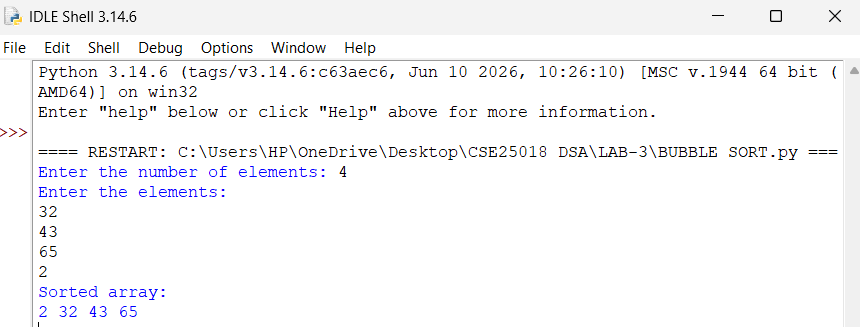 IDLE Shell 3.14.6
File Edit Shell Debug Options Window Help
Python 3.14.6 (tags/v3.14.6:c63aec6, Jun 10 2026, 10:26:10) [MSC v.1944 64 bit (
AMD64)] on win32
Enter "help" below or click "Help" above for more information.
>>>
==== RESTART: C:\Users\HP\OneDrive\Desktop\CSE25018 DSA\LAB-3\BUBBLE SORT.py ===
Enter the number of elements: 4
Enter the elements:
32
43
65
2
Sorted array:
2 32 43 65